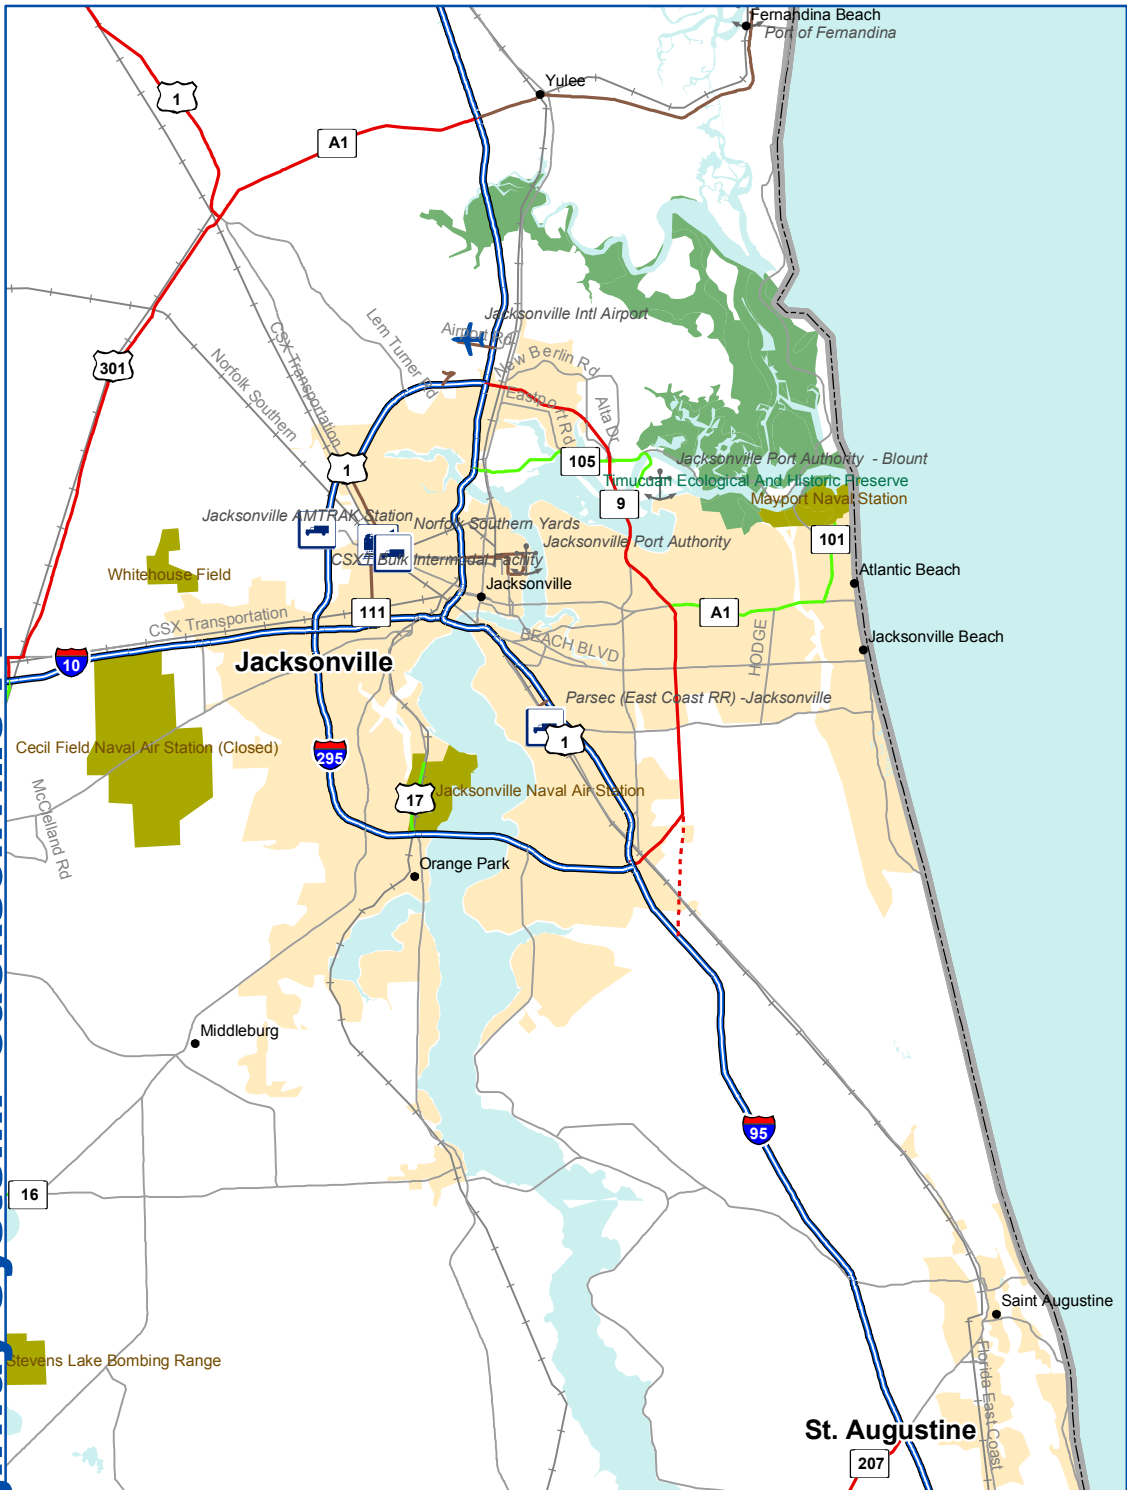 Fernandina Beach
Port of Fernandina
Yulee
1
A1
Jacksonville Intl Airport
Airport Rd
New Berlin Rd
Lem Turner Rd
CSX Transportation
Norfolk Southern
301
Eastport Rd
Alta Dr
1
105
Jacksonville Port Authority - Blount
Timucuan Ecological And Historic Preserve
Mayport Naval Station
9
Jacksonville AMTRAK Station
Norfolk Southern Yards
Jacksonville Port Authority
101
CSXT Bulk Intermodal Facility
Whitehouse Field
Jacksonville
Atlantic Beach
111
A1
CSX Transportation
BEACH BLVD
HODGE
Jacksonville Beach
10
Jacksonville
Parsec (East Coast RR) -Jacksonville
1
Cecil Field Naval Air Station (Closed)
295
17
Jacksonville Naval Air Station
McClelland Rd
Orange Park
Middleburg
95
16
Saint Augustine
Stevens Lake Bombing Range
Florida East Coast
St. Augustine
207